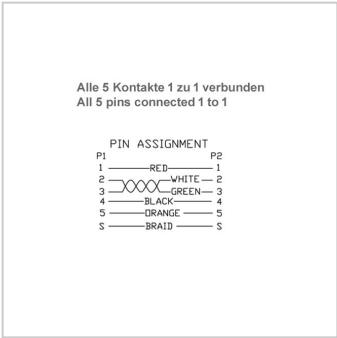 Alle 5 Kontakte 1 zu 1 verbunden
All 5 pins connected 1 to 1
PIN ASSIGNMENT
P1 P2
1 RED 1
2 WHITE 2
3 GREEN 3
4 BLACK 4
5 ORANGE 5
S BRAID S